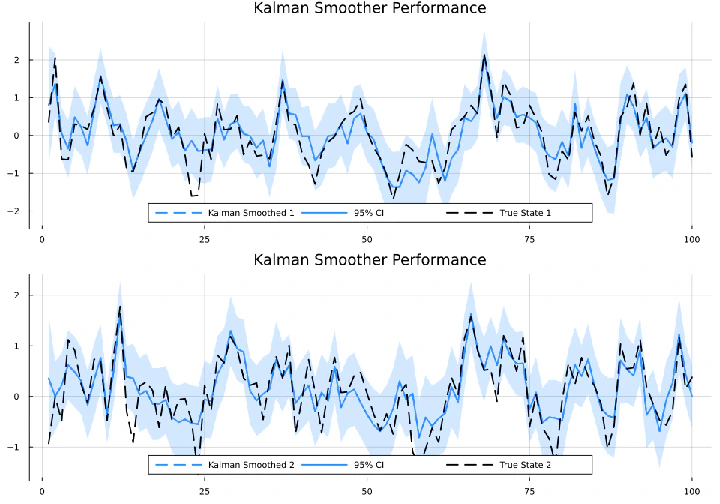 Kalman Smoother Performance
2
1
0
−1
−2
Kalman Smoothed 1 95% CI True State 1
0 25 50 75 100
Kalman Smoother Performance
2
1
0
−1
Kalman Smoothed 2 95% CI True State 2
0 25 50 75 100